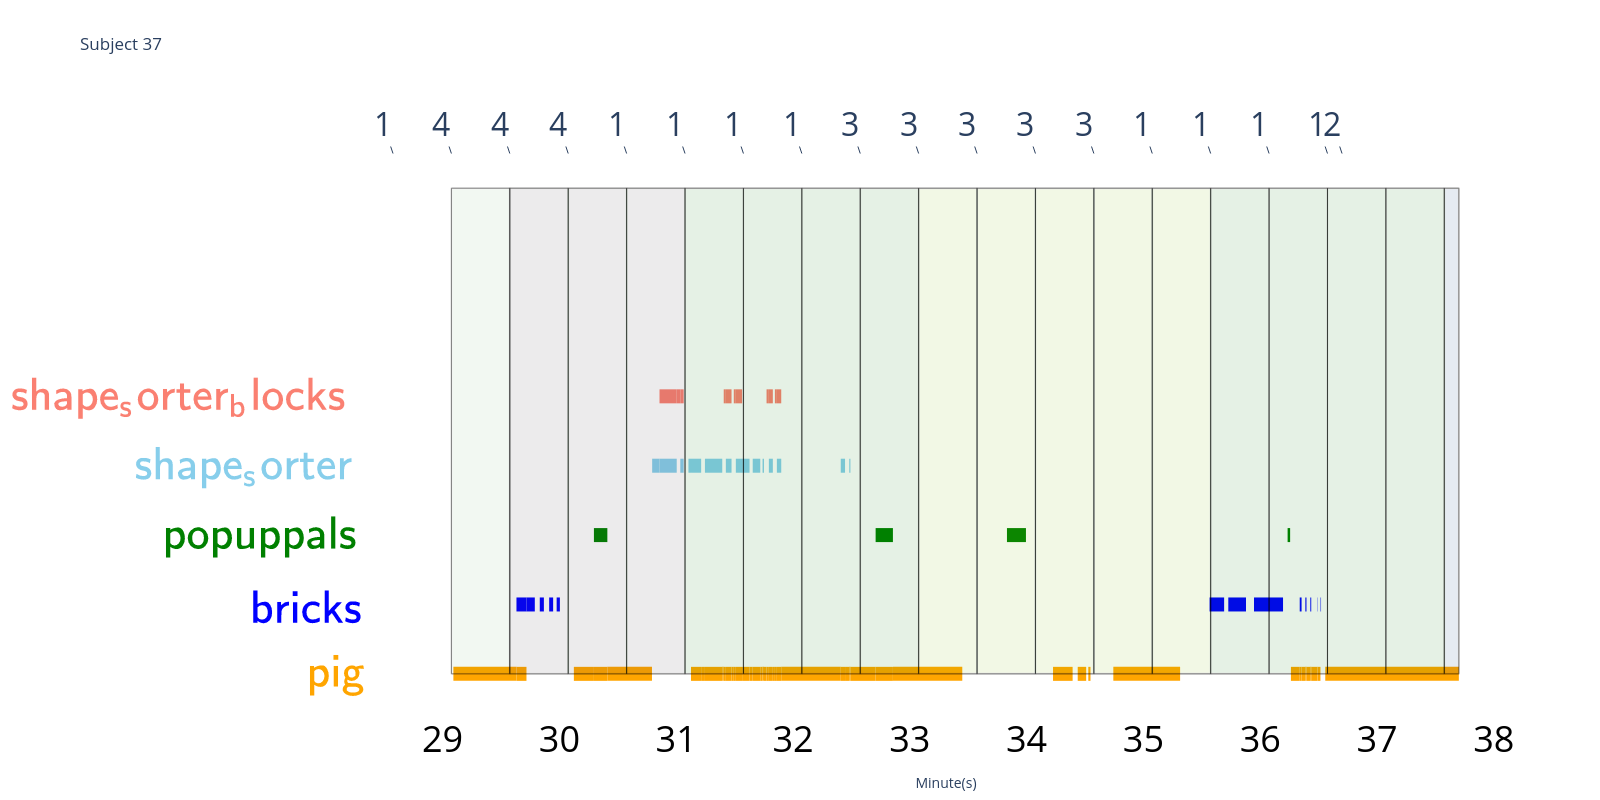 Subject 37
1 4 4 4 1 1 1 1 3 3 3 3 3 1 1 1 12
shapesorterblocks
shapesorter
popuppals
bricks
pig
29 30 31 32 33 34 35 36 37 38
Minute(s)